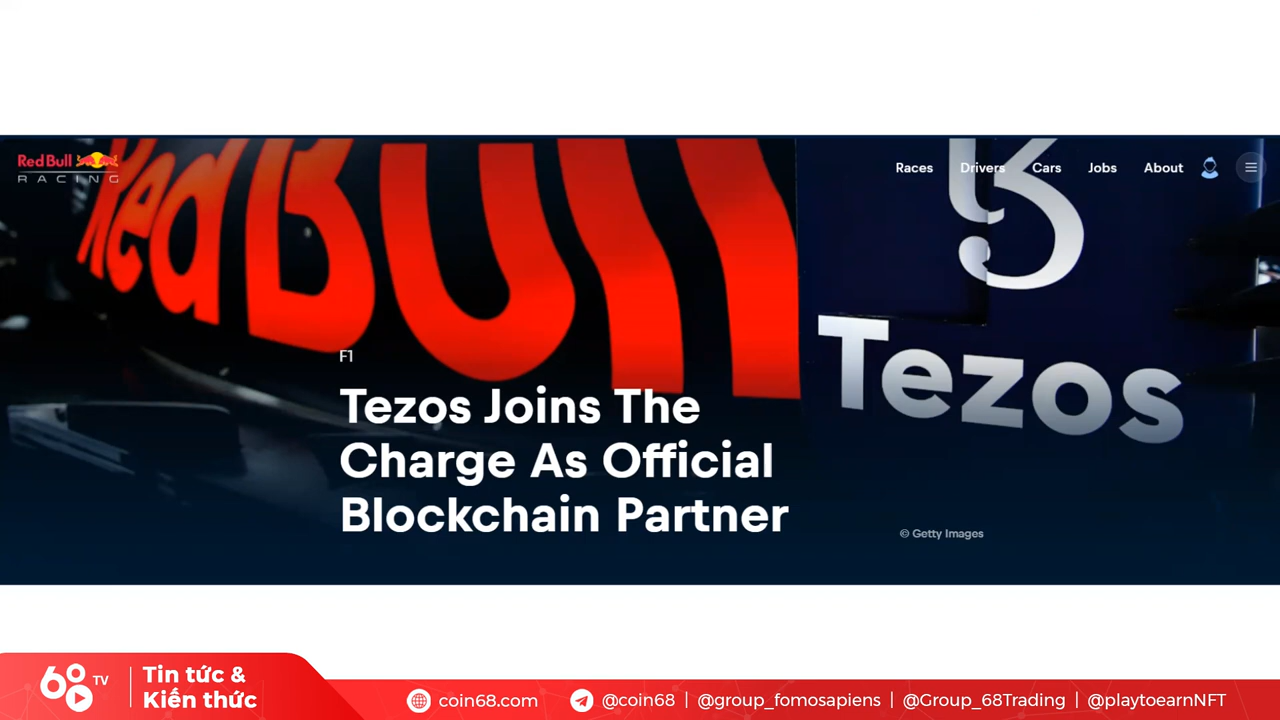 Red Bull
RACING
Races Drivers Cars Jobs About
Red Bull
Tezos
F1
Tezos Joins The
Charge As Official
Blockchain Partner
© Getty Images
68 TV
Tin tức &
Kiến thức
coin68.com
@coin68 | @group_fomosapiens | @Group_68Trading | @playtoearnNFT